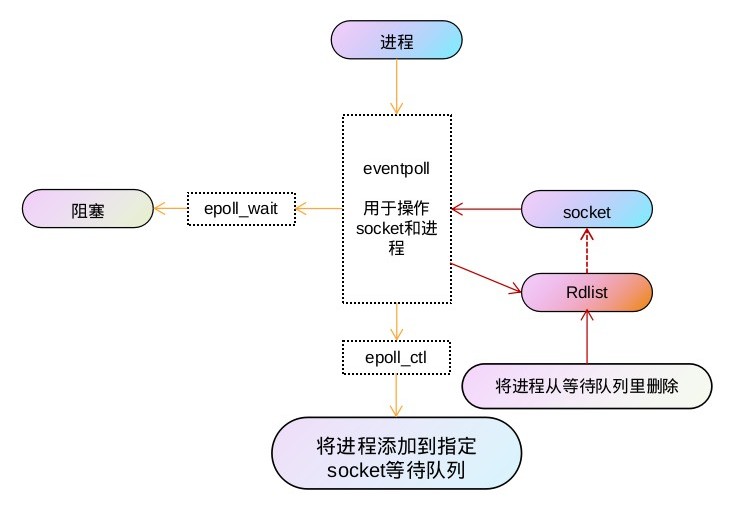 进程
eventpoll
用于操作
socket和进
程
阻塞
epoll_wait
socket
Rdlist
epoll_ctl
将进程从等待队列里删除
将进程添加到指定
socket等待队列